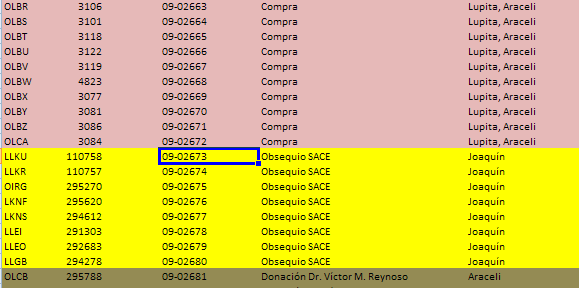 OLBR 3106 09-02663 Compra Lupita, Araceli
OLBS 3101 09-02664 Compra Lupita, Araceli
OLBT 3118 09-02665 Compra Lupita, Araceli
OLBU 3122 09-02666 Compra Lupita, Araceli
OLBV 3119 09-02667 Compra Lupita, Araceli
OLBW 4823 09-02668 Compra Lupita, Araceli
OLBX 3077 09-02669 Compra Lupita, Araceli
OLBY 3081 09-02670 Compra Lupita, Araceli
OLBZ 3086 09-02671 Compra Lupita, Araceli
OLCA 3084 09-02672 Compra Lupita, Araceli
LLKU 110758 09-02673 Obsequio SACE Joaquín
LLKR 110757 09-02674 Obsequio SACE Joaquín
OIRG 295270 09-02675 Obsequio SACE Joaquín
LKNF 295620 09-02676 Obsequio SACE Joaquín
LKNS 294612 09-02677 Obsequio SACE Joaquín
LLEI 291303 09-02678 Obsequio SACE Joaquín
LLEO 292683 09-02679 Obsequio SACE Joaquín
LLGB 294278 09-02680 Obsequio SACE Joaquín
OLCB 295788 09-02681 Donación Dr. Víctor M. Reynoso Araceli